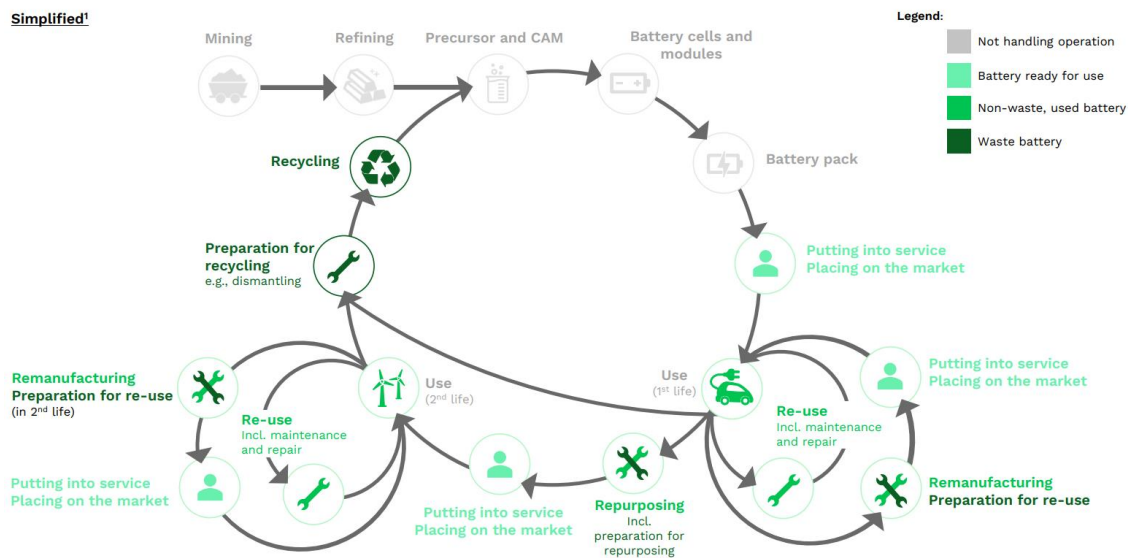 Simplified¹
Legend:
Not handling operation
Battery ready for use
Non-waste, used battery
Waste battery
Mining
Refining
Precursor and CAM
Battery cells and
modules
Battery pack
Recycling
Preparation for
recycling
e.g., dismantling
Putting into service
Placing on the market
Remanufacturing
Preparation for re-use
(in 2nd life)
Re-use
Incl. maintenance
and repair
Putting into service
Placing on the market
Use
(2nd life)
Putting into service
Placing on the market
Repurposing
Incl.
preparation for
repurposing
Use
(1st life)
Re-use
Incl. maintenance
and repair
Putting into service
Placing on the market
Remanufacturing
Preparation for re-use